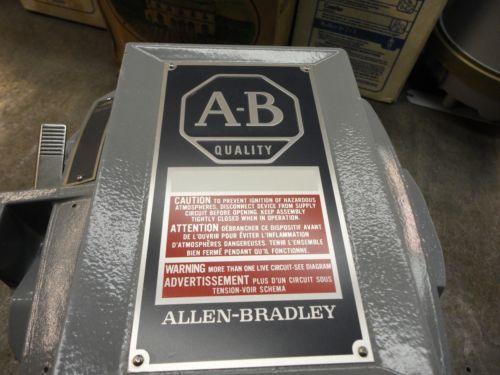 A-B
QUALITY
CAUTION TO PREVENT IGNITION OF HAZARDOUS
ATMOSPHERES, DISCONNECT DEVICE FROM SUPPLY
CIRCUIT BEFORE OPENING. KEEP ASSEMBLY
TIGHTLY CLOSED WHEN IN OPERATION.
ATTENTION DÉBRANCHER CE DISPOSITIF AVANT
DE L'OUVRIR POUR ÉVITER L'INFLAMMATION
D'ATMOSPHÈRES DANGEREUSES. TENIR L'ENSEMBLE
BIEN FERMÉ PENDANT QU'IL FONCTIONNE.
WARNING MORE THAN ONE LIVE CIRCUIT-SEE DIAGRAM
ADVERTISSEMENT PLUS D'UN CIRCUIT SOUS
TENSION-VOIR SCHEMA
ALLEN-BRADLEY